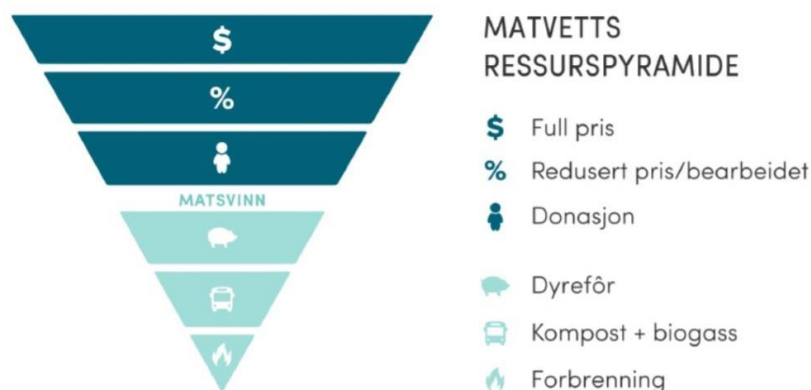 $
%
MATSVINN
MATVETTS
RESSURSPYRAMIDE
$ Full pris
% Redusert pris/bearbeidet
Donasjon
Dyrefôr
Kompost + biogass
Forbrenning